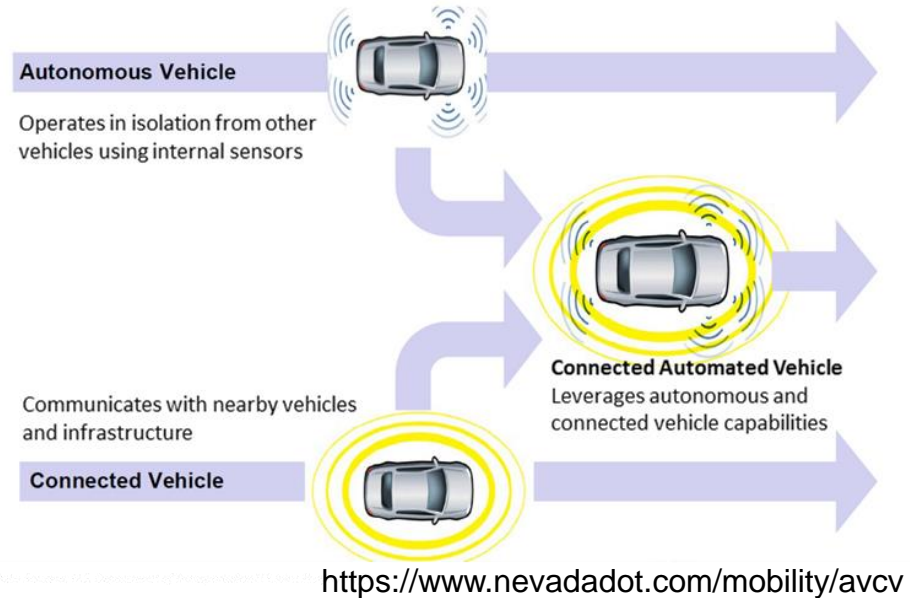 Autonomous Vehicle
Operates in isolation from other
vehicles using internal sensors
Connected Automated Vehicle
Leverages autonomous and
connected vehicle capabilities
Communicates with nearby vehicles
and infrastructure
Connected Vehicle
https://www.nevadadot.com/mobility/avcv